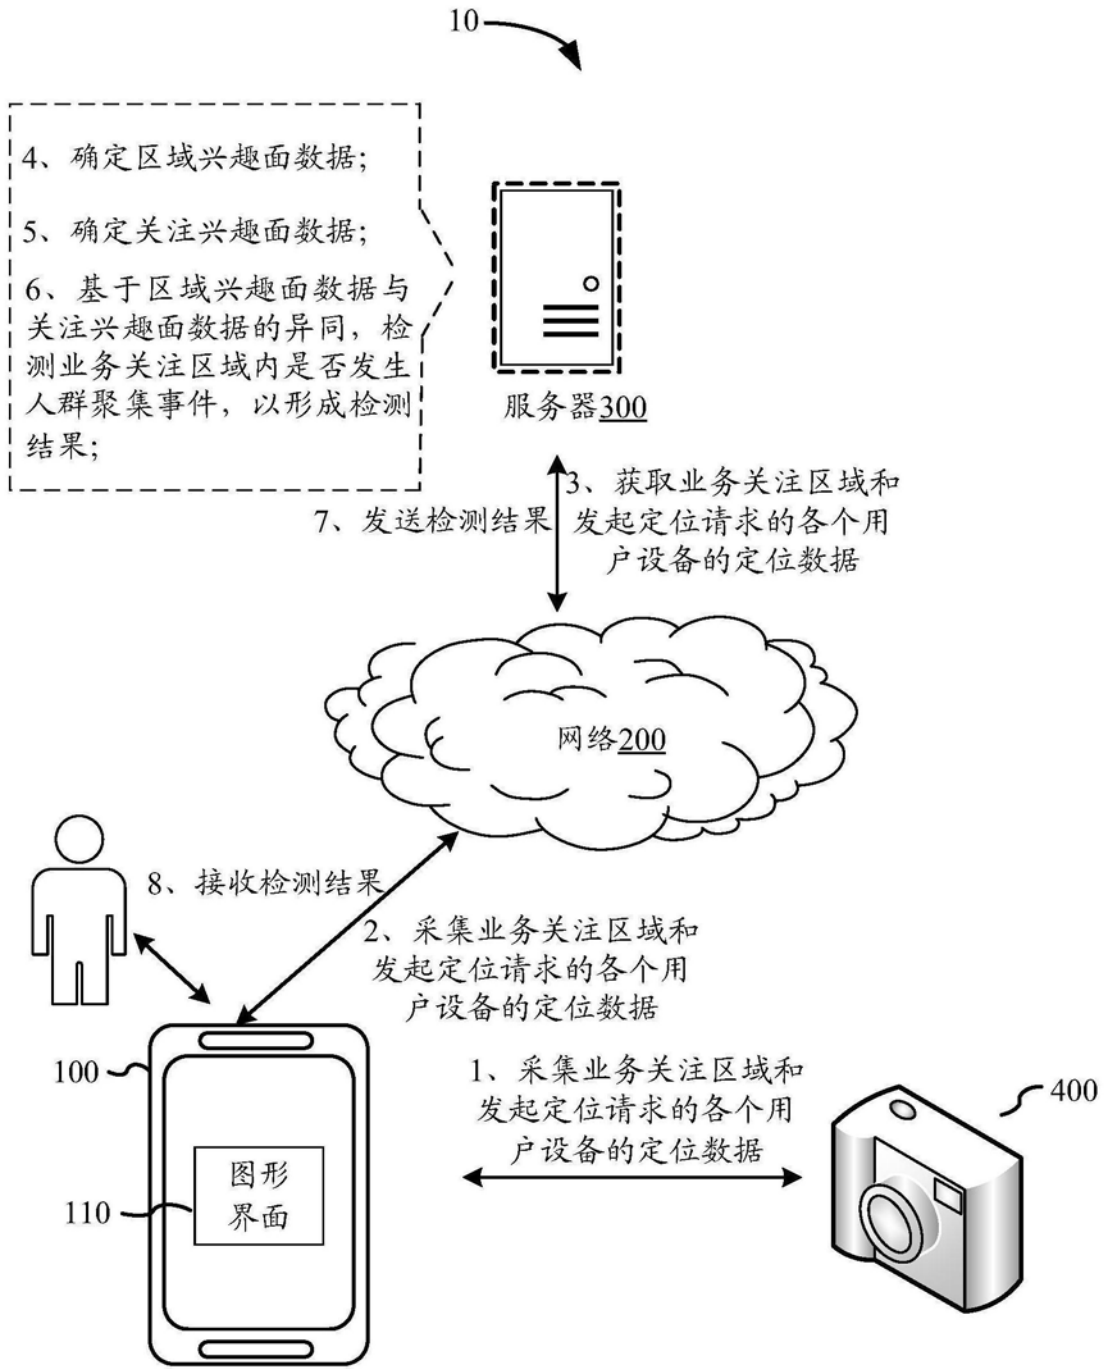 10
4、确定区域兴趣面数据;
5、确定关注兴趣面数据;
6、基于区域兴趣面数据与
关注兴趣面数据的异同，检
测业务关注区域内是否发生
人群聚集事件，以形成检测
结果;
服务器300
3、获取业务关注区域和
发起定位请求的各个用
户设备的定位数据
7、发送检测结果
网络200
8、接收检测结果
2、采集业务关注区域和
发起定位请求的各个用
户设备的定位数据
100
图形
界面
110
1、采集业务关注区域和
发起定位请求的各个用
户设备的定位数据
400